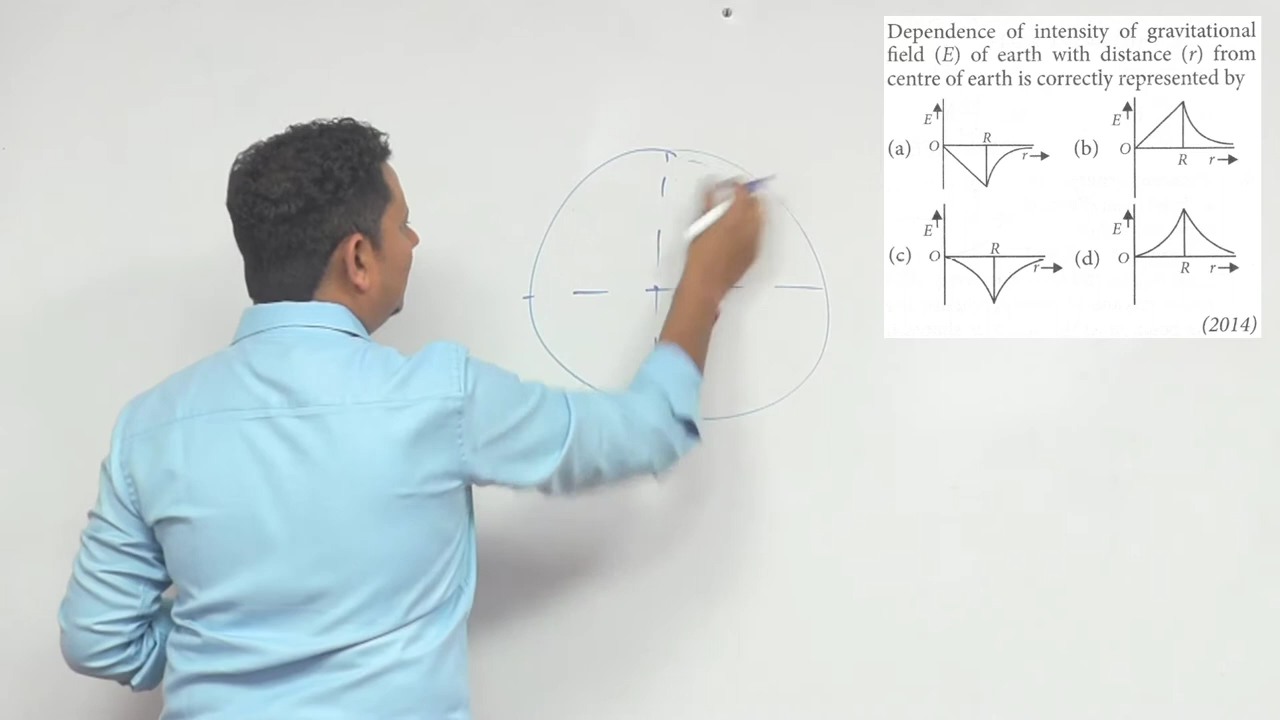 Dependence of intensity of gravitational
field (E) of earth with distance (r) from
centre of earth is correctly represented by
(a) E O R r
(b) E O R r
(c) E O R r
(d) E O R r
(2014)